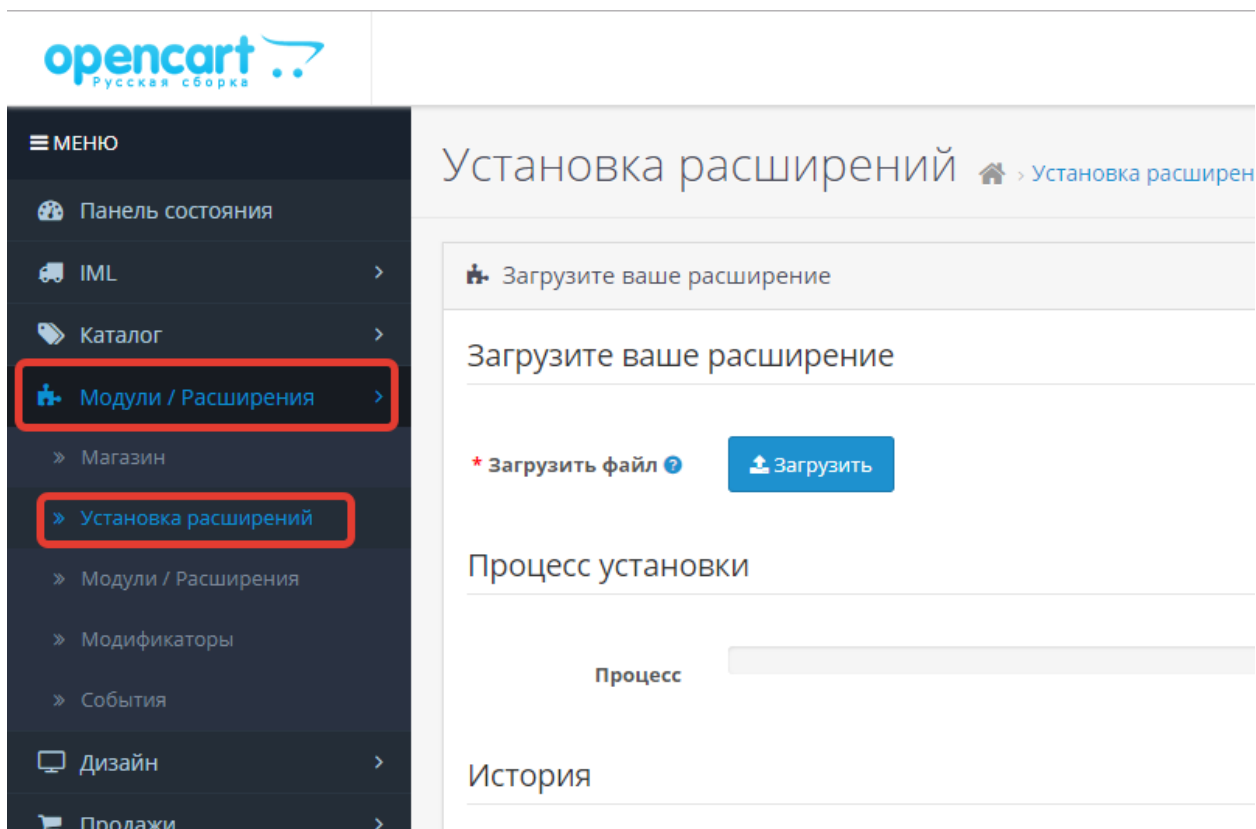 opencart
Русская сборка
МЕНЮ
Панель состояния
IML
Каталог
Модули / Расширения
Магазин
Установка расширений
Модули / Расширения
Модификаторы
События
Дизайн
Продажи
Установка расширений › Установка расширен
Загрузите ваше расширение
Загрузите ваше расширение
* Загрузить файл ? Загрузить
Процесс установки
Процесс
История